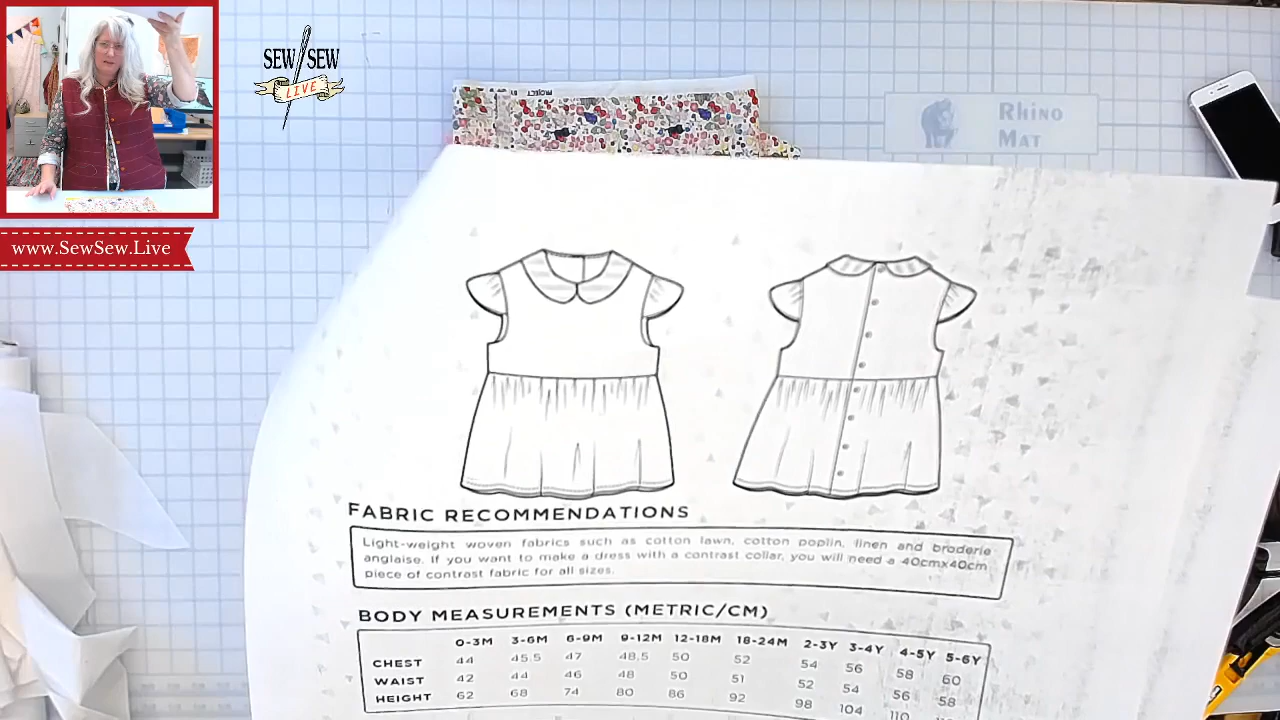 SEW SEW
LIVE
www.SewSew.Live
PROJECT
Rhino
Mat
FABRIC RECOMMENDATIONS
Light-weight woven fabrics such as cotton lawn, cotton poplin, linen and broderie
anglaise. If you want to make a dress with a contrast collar, you will need a 40cmx40cm
piece of contrast fabric for all sizes.
BODY MEASUREMENTS (METRIC/CM)
0-3M 3-6M 6-9M 9-12M 12-18M 18-24M 2-3Y 3-4Y 4-5Y 5-6Y
CHEST 44 45.5 47 48.5 50 52 54 56 58 60
WAIST 42 44 46 48 50 51 52 54 56 58
HEIGHT 62 68 74 80 86 92 98 104 110